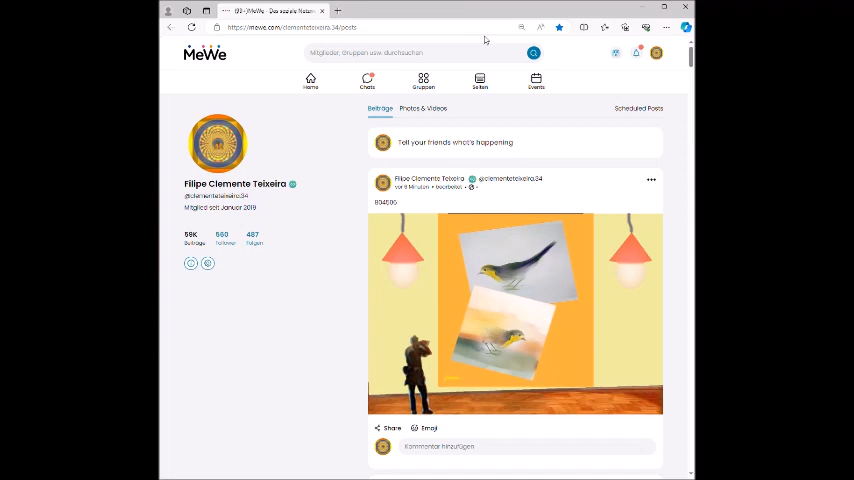 (99+) MeWe - Das soziale Netzw
https://mewe.com/clementeteixeira.34/posts
MeWe
Mitglieder, Gruppen usw. durchsuchen
Home
Chats
Gruppen
Seiten
Events
Beiträge
Photos & Videos
Scheduled Posts
Tell your friends what's happening
Filipe Clemente Teixeira
@clementeteixeira.34
Mitglied seit Januar 2019
59K
560
487
Beiträge
Follower
Folgen
Filipe Clemente Teixeira @clementeteixeira.34
vor 6 Minuten • bearbeitet •
804506
Share
Emoji
Kommentar hinzufügen